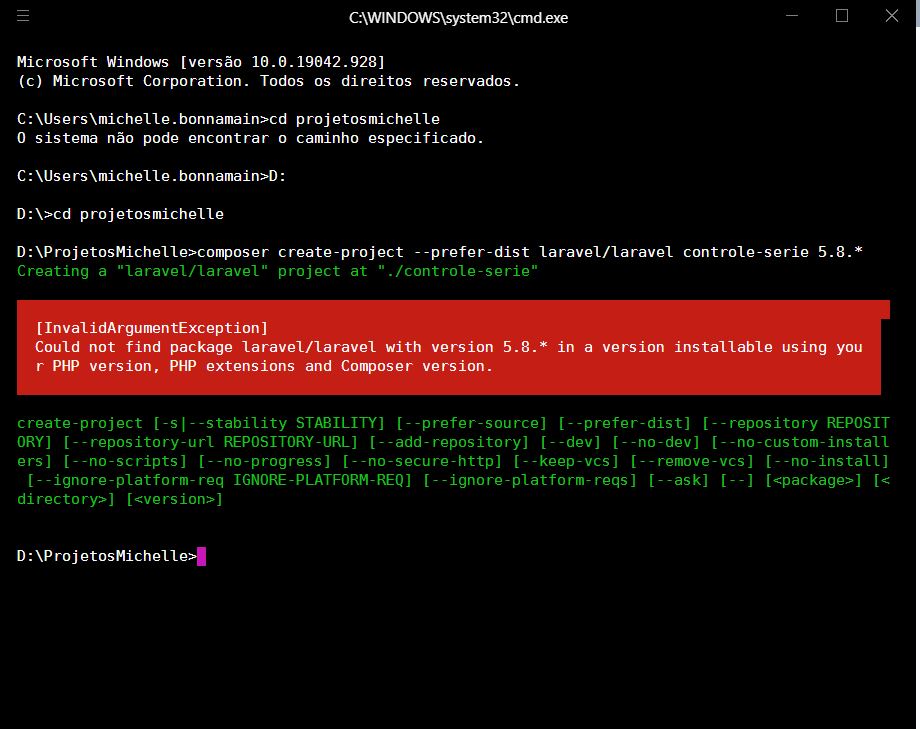 C:\WINDOWS\system32\cmd.exe
Microsoft Windows [versão 10.0.19042.928]
(c) Microsoft Corporation. Todos os direitos reservados.
C:\Users\michelle.bonnamain>cd projetosmichelle
O sistema não pode encontrar o caminho especificado.
C:\Users\michelle.bonnamain>D:
D:\>cd projetosmichelle
D:\ProjetosMichelle>composer create-project --prefer-dist laravel/laravel controle-serie 5.8.*
Creating a "laravel/laravel" project at "./controle-serie"
[InvalidArgumentException]
Could not find package laravel/laravel with version 5.8.* in a version installable using you
r PHP version, PHP extensions and Composer version.
create-project [-s|--stability STABILITY] [--prefer-source] [--prefer-dist] [--repository REPOSIT
ORY] [--repository-url REPOSITORY-URL] [--add-repository] [--dev] [--no-dev] [--no-custom-install
ers] [--no-scripts] [--no-progress] [--no-secure-http] [--keep-vcs] [--remove-vcs] [--no-install]
[--ignore-platform-req IGNORE-PLATFORM-REQ] [--ignore-platform-reqs] [--ask] [--] [<package>] [<
directory>] [<version>]
D:\ProjetosMichelle>